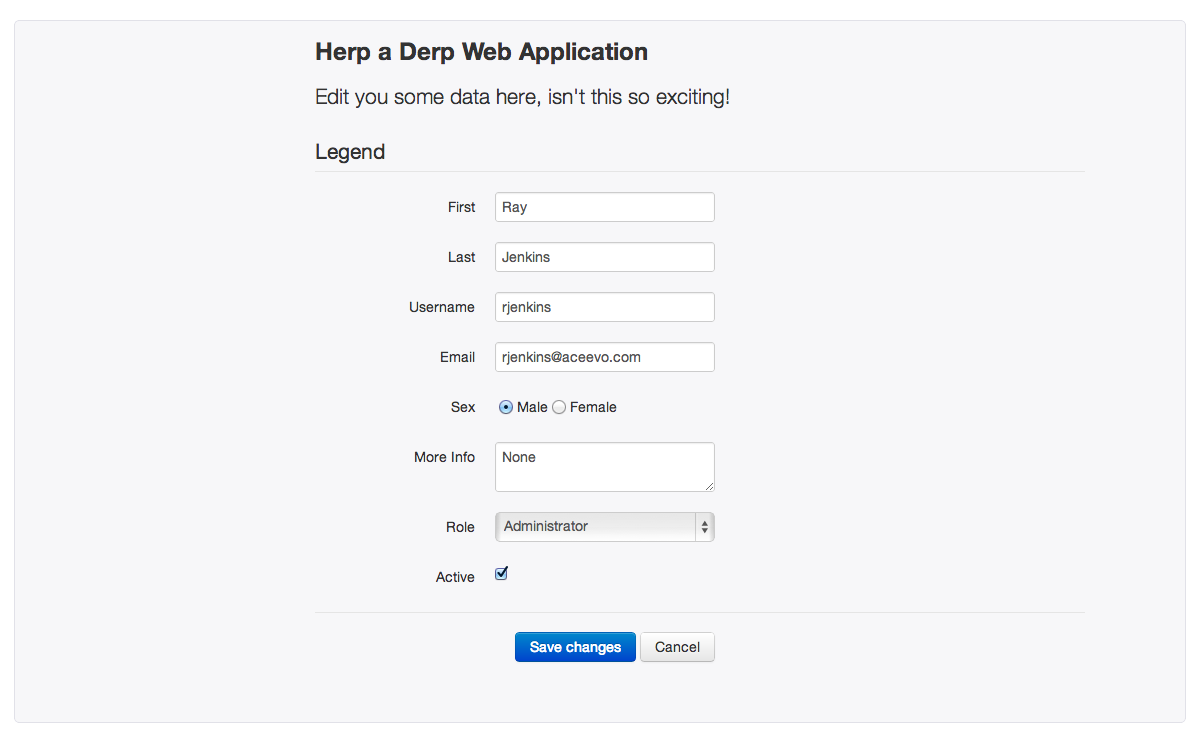 Herp a Derp Web Application
Edit you some data here, isn't this so exciting!
Legend
First Ray
Last Jenkins
Username rjenkins
Email rjenkins@aceevo.com
Sex Male Female
More Info None
Role Administrator
Active
Save changes Cancel